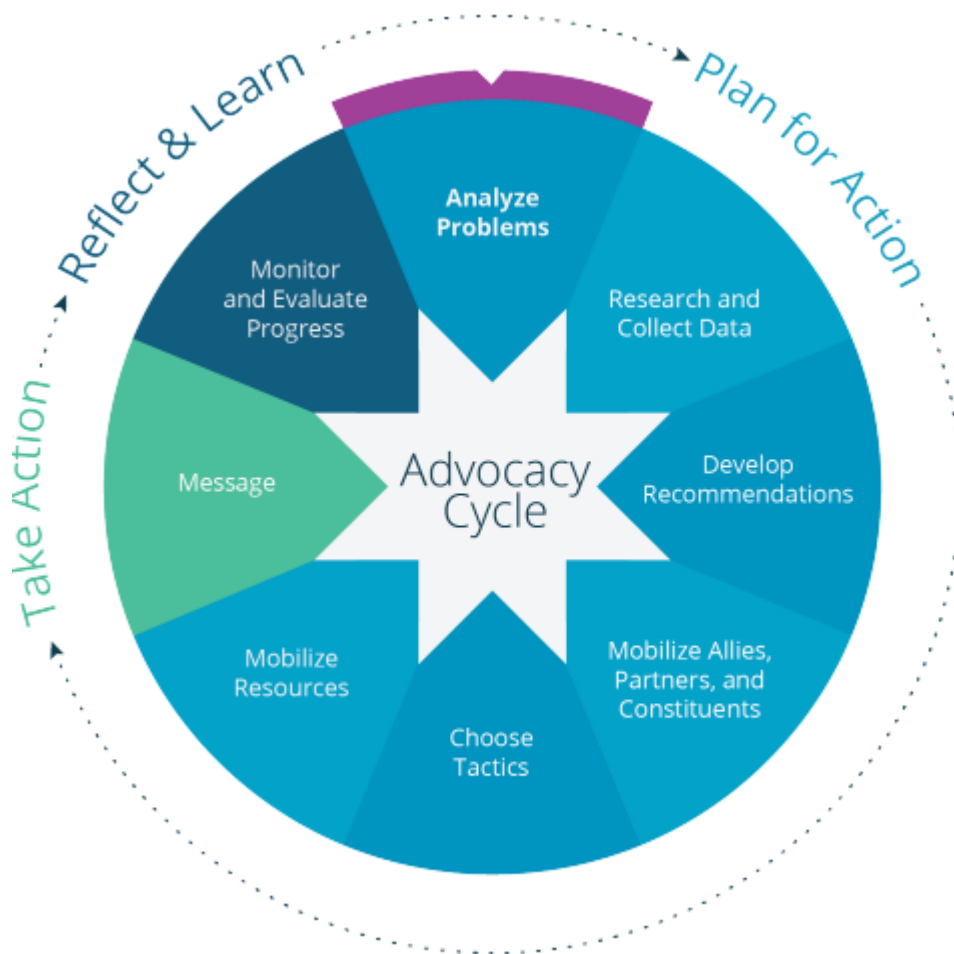 Reflect & Learn
Plan for Action
Take Action
Analyze
Problems
Research and
Collect Data
Develop
Recommendations
Mobilize Allies,
Partners, and
Constituents
Choose
Tactics
Mobilize
Resources
Message
Monitor
and Evaluate
Progress
Advocacy
Cycle